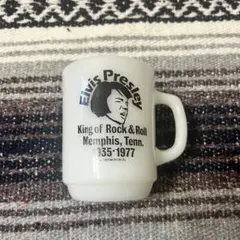 Elvis Presley
King of Rock & Roll
Memphis, Tenn.
1935-1977